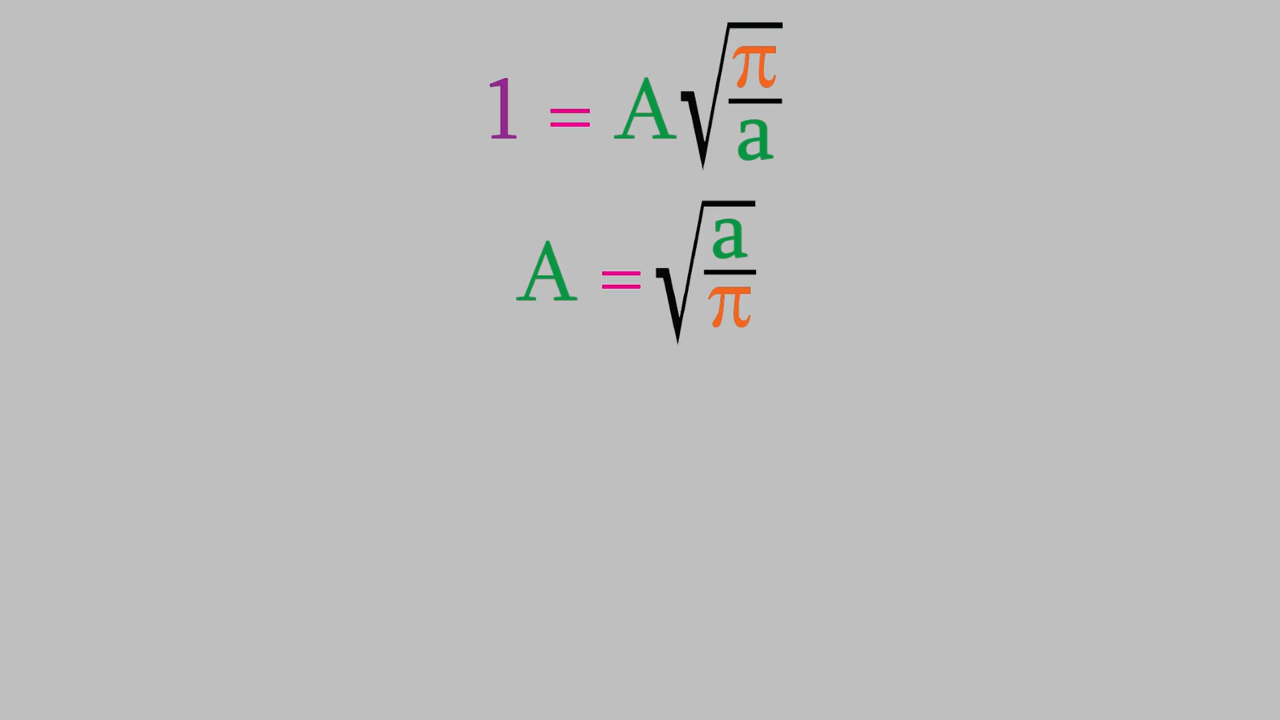 1 = A√(π/a)
A = √(a/π)